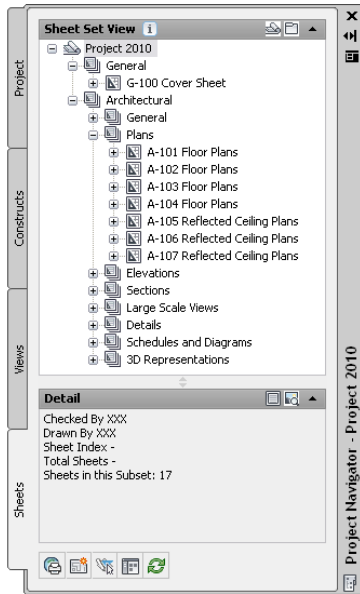 Sheet Set View
Project 2010
General
G-100 Cover Sheet
Architectural
General
Plans
A-101 Floor Plans
A-102 Floor Plans
A-103 Floor Plans
A-104 Floor Plans
A-105 Reflected Ceiling Plans
A-106 Reflected Ceiling Plans
A-107 Reflected Ceiling Plans
Elevations
Sections
Large Scale Views
Details
Schedules and Diagrams
3D Representations
Detail
Checked By XXX
Drawn By XXX
Sheet Index -
Total Sheets -
Sheets in this Subset: 17
Project
Constructs
Views
Sheets
Project Navigator - Project 2010